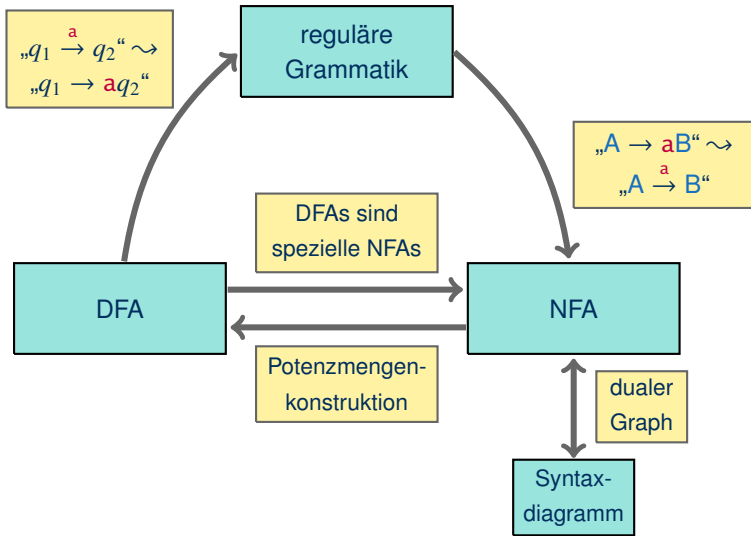 „q₁ →ᵃ q₂“ ⤳
„q₁ → aq₂“
reguläre
Grammatik
„A → aB“ ⤳
„A →ᵃ B“
DFAs sind
spezielle NFAs
DFA
NFA
Potenzmengen-
konstruktion
dualer
Graph
Syntax-
diagramm